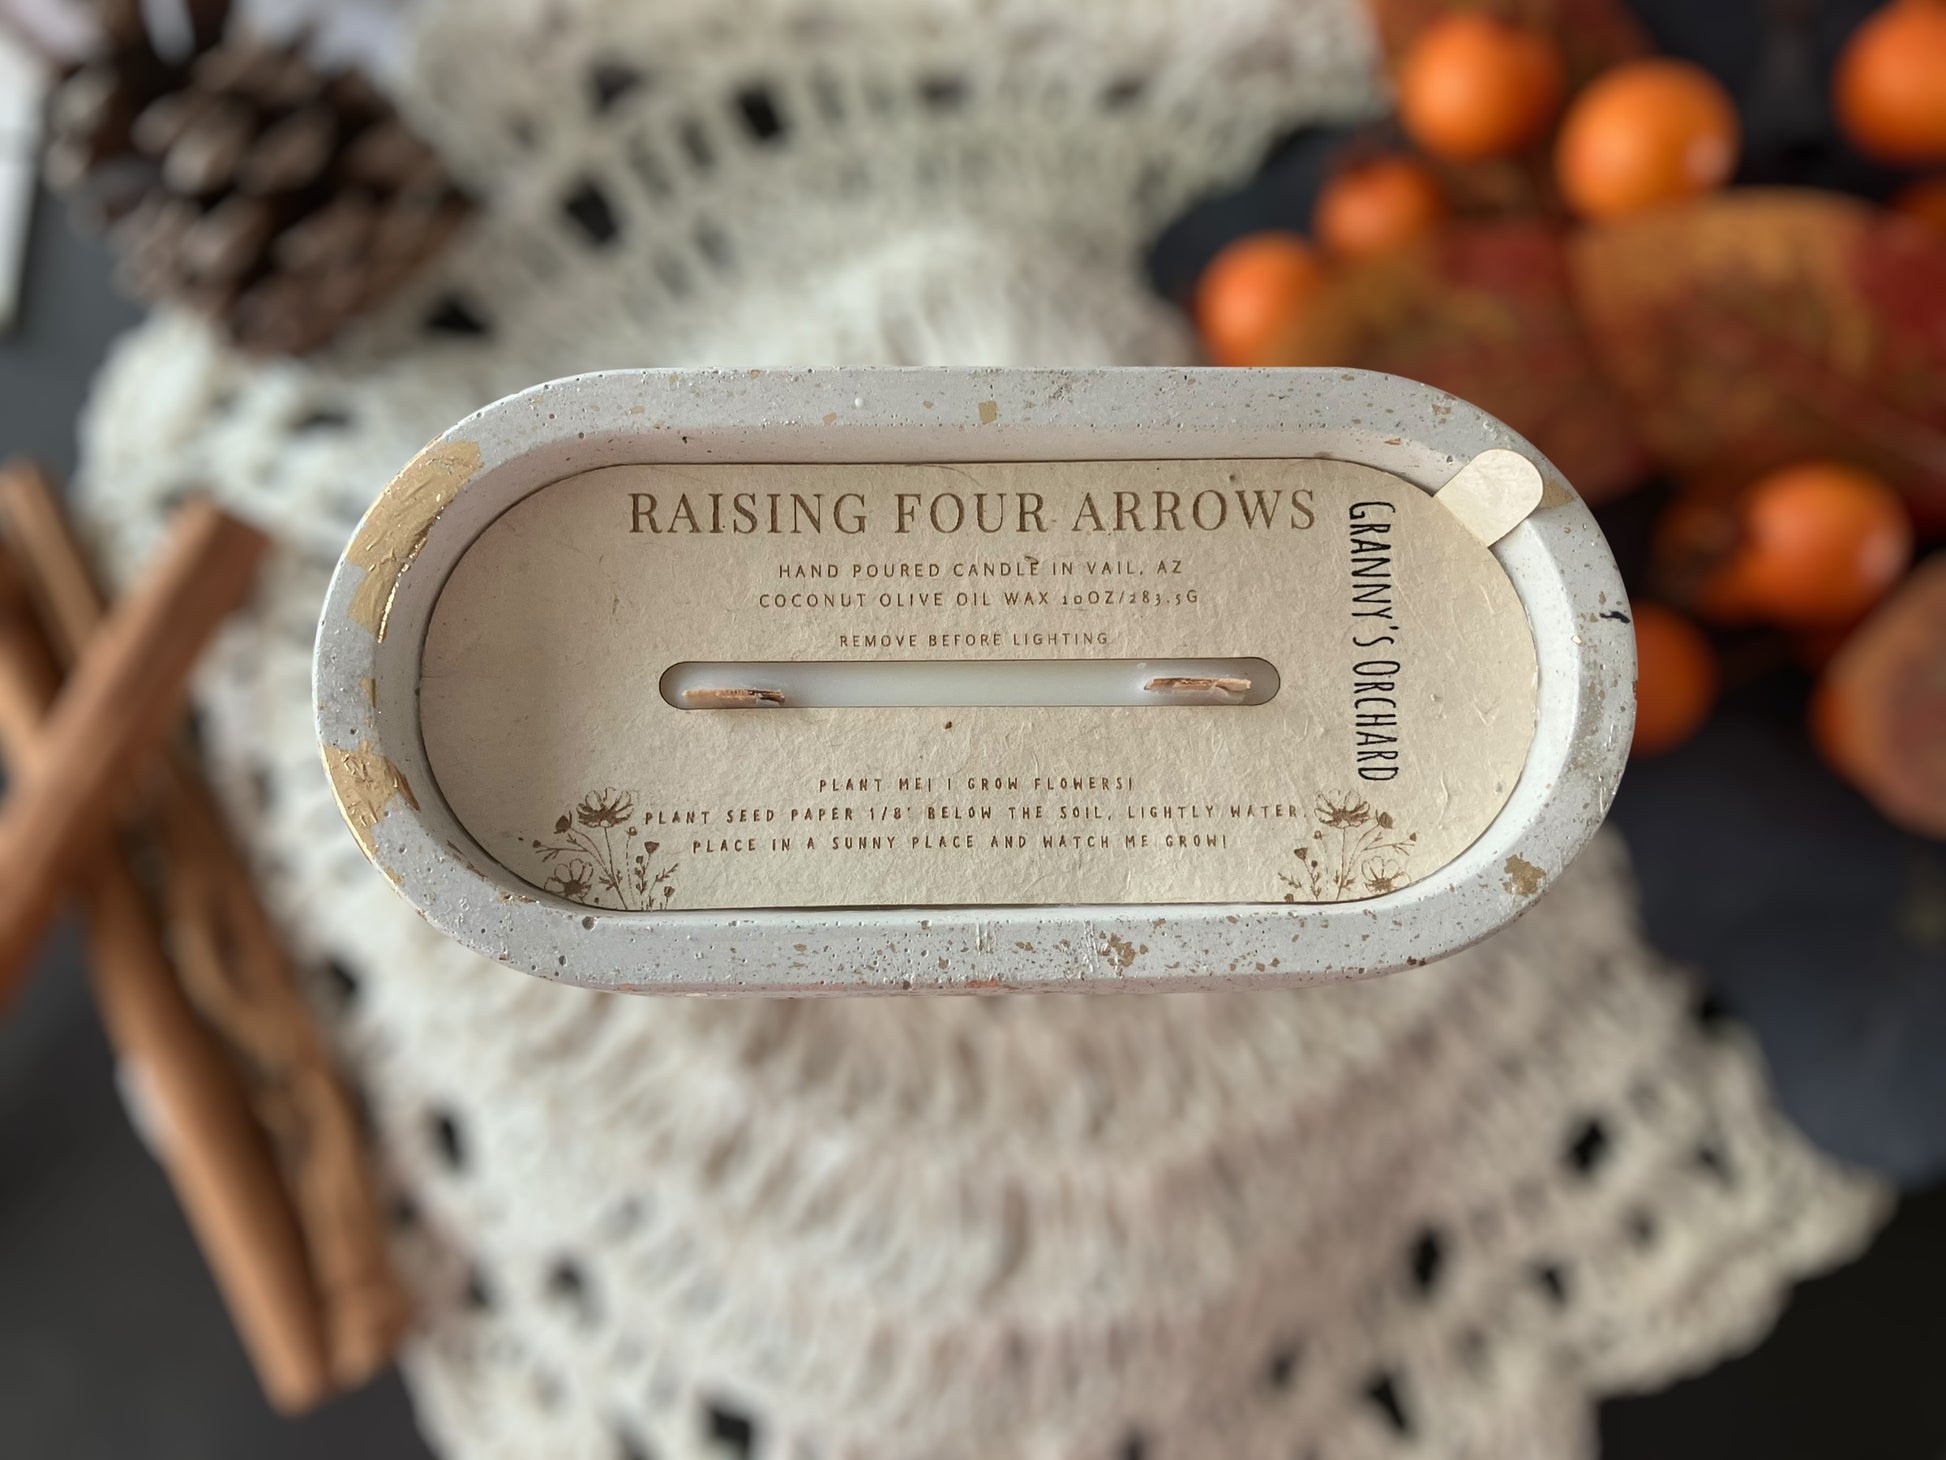 RAISING FOUR ARROWS
HAND POURED CANDLE IN VAIL, AZ
COCONUT OLIVE OIL WAX 10OZ/283.5G
REMOVE BEFORE LIGHTING
PLANT ME! I GROW FLOWERS!
PLANT SEED PAPER 1/8" BELOW THE SOIL, LIGHTLY WATER,
PLACE IN A SUNNY PLACE AND WATCH ME GROW!
GRANNY'S ORCHARD